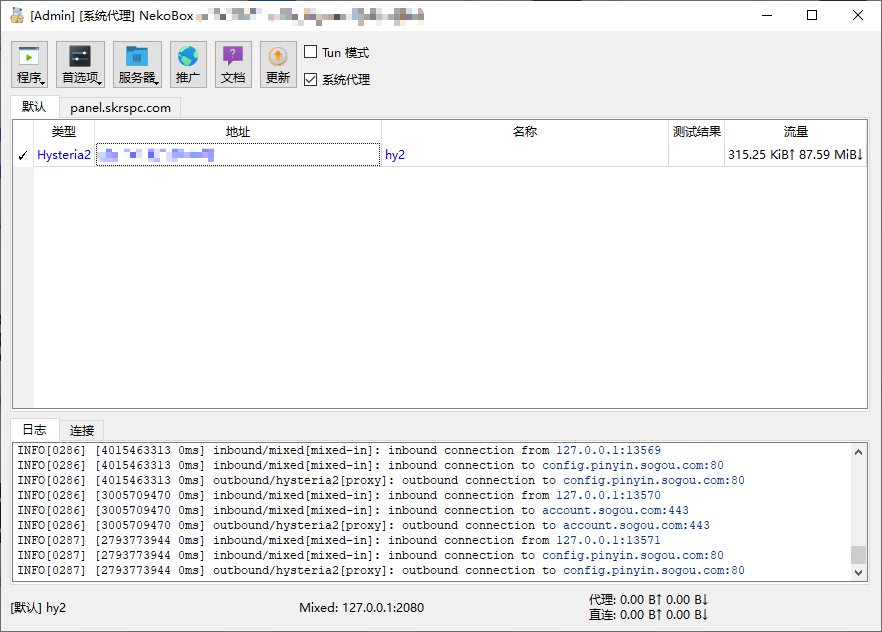 [Admin] [系统代理] NekoBox
程序 首选项 服务器 推广 文档 更新
Tun 模式
系统代理
默认 panel.skrspc.com
类型 地址 名称 测试结果 流量
✓ Hysteria2 hy2 315.25 KiB↑ 87.59 MiB↓
日志 连接
INFO[0286] [4015463313 0ms] inbound/mixed[mixed-in]: inbound connection from 127.0.0.1:13569
INFO[0286] [4015463313 0ms] inbound/mixed[mixed-in]: inbound connection to config.pinyin.sogou.com:80
INFO[0286] [4015463313 0ms] outbound/hysteria2[proxy]: outbound connection to config.pinyin.sogou.com:80
INFO[0286] [3005709470 0ms] inbound/mixed[mixed-in]: inbound connection from 127.0.0.1:13570
INFO[0286] [3005709470 0ms] inbound/mixed[mixed-in]: inbound connection to account.sogou.com:443
INFO[0286] [3005709470 0ms] outbound/hysteria2[proxy]: outbound connection to account.sogou.com:443
INFO[0287] [2793773944 0ms] inbound/mixed[mixed-in]: inbound connection from 127.0.0.1:13571
INFO[0287] [2793773944 0ms] inbound/mixed[mixed-in]: inbound connection to config.pinyin.sogou.com:80
INFO[0287] [2793773944 0ms] outbound/hysteria2[proxy]: outbound connection to config.pinyin.sogou.com:80
[默认] hy2
Mixed: 127.0.0.1:2080
代理: 0.00 B↑ 0.00 B↓
直连: 0.00 B↑ 0.00 B↓